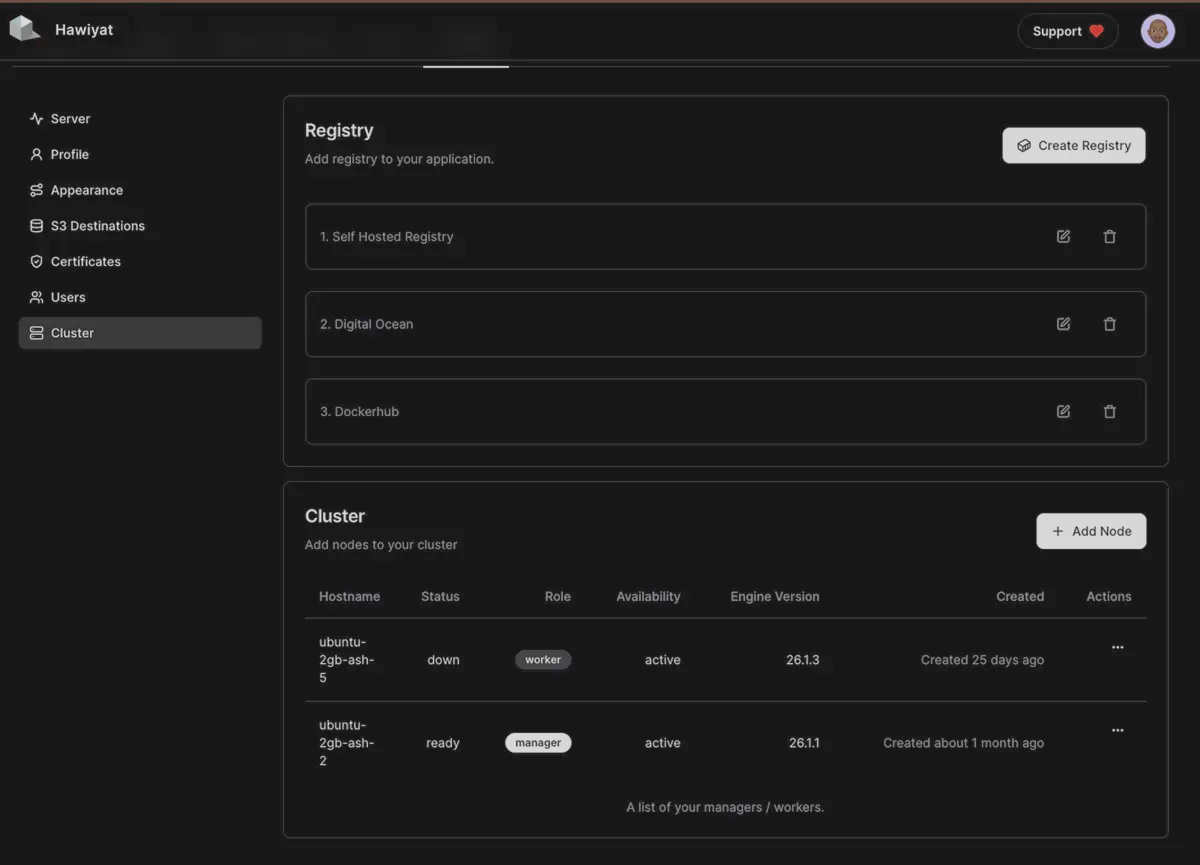 Hawiyat
Support
Server
Profile
Appearance
S3 Destinations
Certificates
Users
Cluster
Registry
Add registry to your application.
Create Registry
1. Self Hosted Registry
2. Digital Ocean
3. Dockerhub
Cluster
Add nodes to your cluster
Add Node
Hostname Status Role Availability Engine Version Created Actions
ubuntu-
2gb-ash-
5
down worker active 26.1.3 Created 25 days ago
ubuntu-
2gb-ash-
2
ready manager active 26.1.1 Created about 1 month ago
A list of your managers / workers.